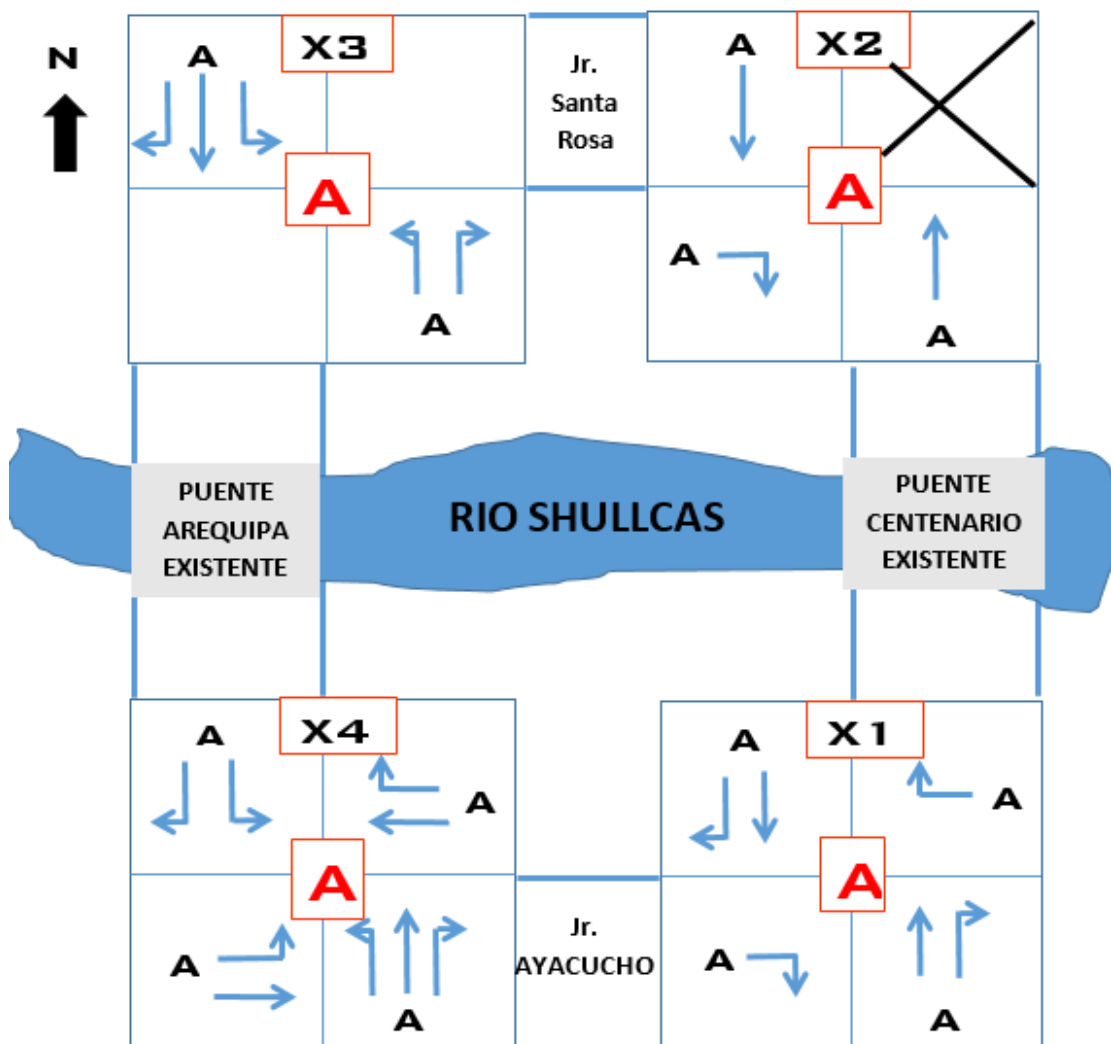 N
A
X3
A
A
Jr.
Santa
Rosa
A
X2
A
A
A
PUENTE
AREQUIPA
EXISTENTE
RIO SHULLCAS
PUENTE
CENTENARIO
EXISTENTE
A
X4
A
A
A
A
Jr.
AYACUCHO
A
X1
A
A
A
A